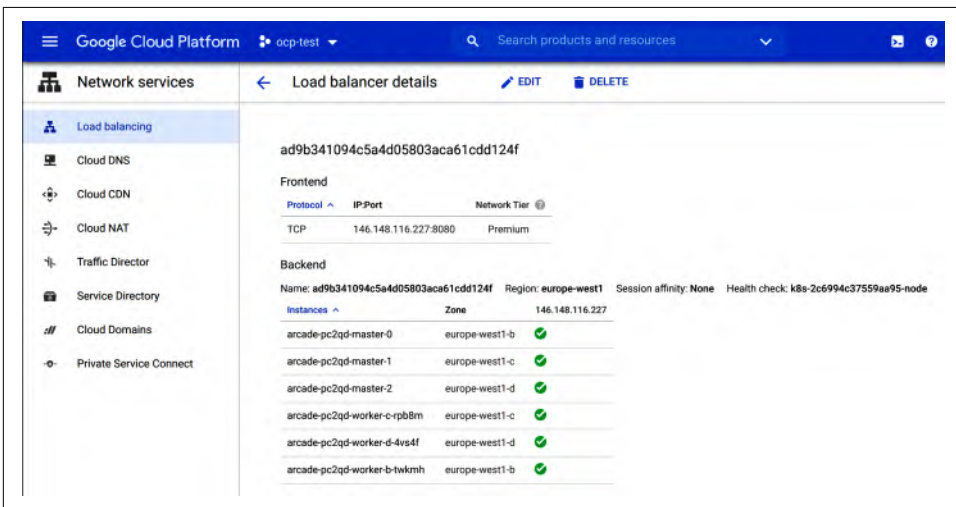 Google Cloud Platform ocp-test Search products and resources
Network services Load balancer details EDIT DELETE
Load balancing
Cloud DNS
Cloud CDN
Cloud NAT
Traffic Director
Service Directory
Cloud Domains
Private Service Connect
ad9b341094c5a4d05803aca61cdd124f
Frontend
Protocol IP:Port Network Tier ?
TCP 146.148.116.227:8080 Premium
Backend
Name: ad9b341094c5a4d05803aca61cdd124f Region: europe-west1 Session affinity: None Health check: k8s-2c6994c37559aa95-node
Instances Zone 146.148.116.227
arcade-pc2qd-master-0 europe-west1-b
arcade-pc2qd-master-1 europe-west1-c
arcade-pc2qd-master-2 europe-west1-d
arcade-pc2qd-worker-c-rpb8m europe-west1-c
arcade-pc2qd-worker-d-4vs4f europe-west1-d
arcade-pc2qd-worker-b-twkmh europe-west1-b